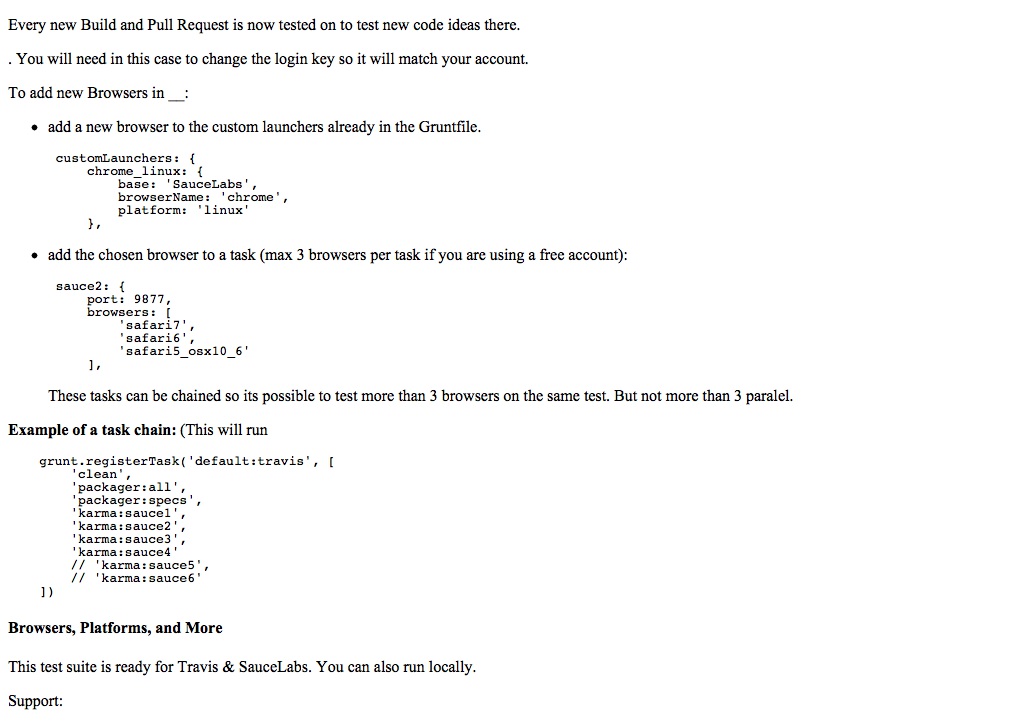 Every new Build and Pull Request is now tested on to test new code ideas there.
. You will need in this case to change the login key so it will match your account.
To add new Browsers in __:
• add a new browser to the custom launchers already in the Gruntfile.
customLaunchers: {
chrome_linux: {
base: 'SauceLabs',
browserName: 'chrome',
platform: 'linux'
},
• add the chosen browser to a task (max 3 browsers per task if you are using a free account):
sauce2: {
port: 9877,
browsers: [
'safari7',
'safari6',
'safari5_osx10_6'
],
These tasks can be chained so its possible to test more than 3 browsers on the same test. But not more than 3 paralel.
Example of a task chain: (This will run
grunt.registerTask('default:travis', [
'clean',
'packager:all',
'packager:specs',
'karma:sauce1',
'karma:sauce2',
'karma:sauce3',
'karma:sauce4'
// 'karma:sauce5',
// 'karma:sauce6'
])
Browsers, Platforms, and More
This test suite is ready for Travis & SauceLabs. You can also run locally.
Support: